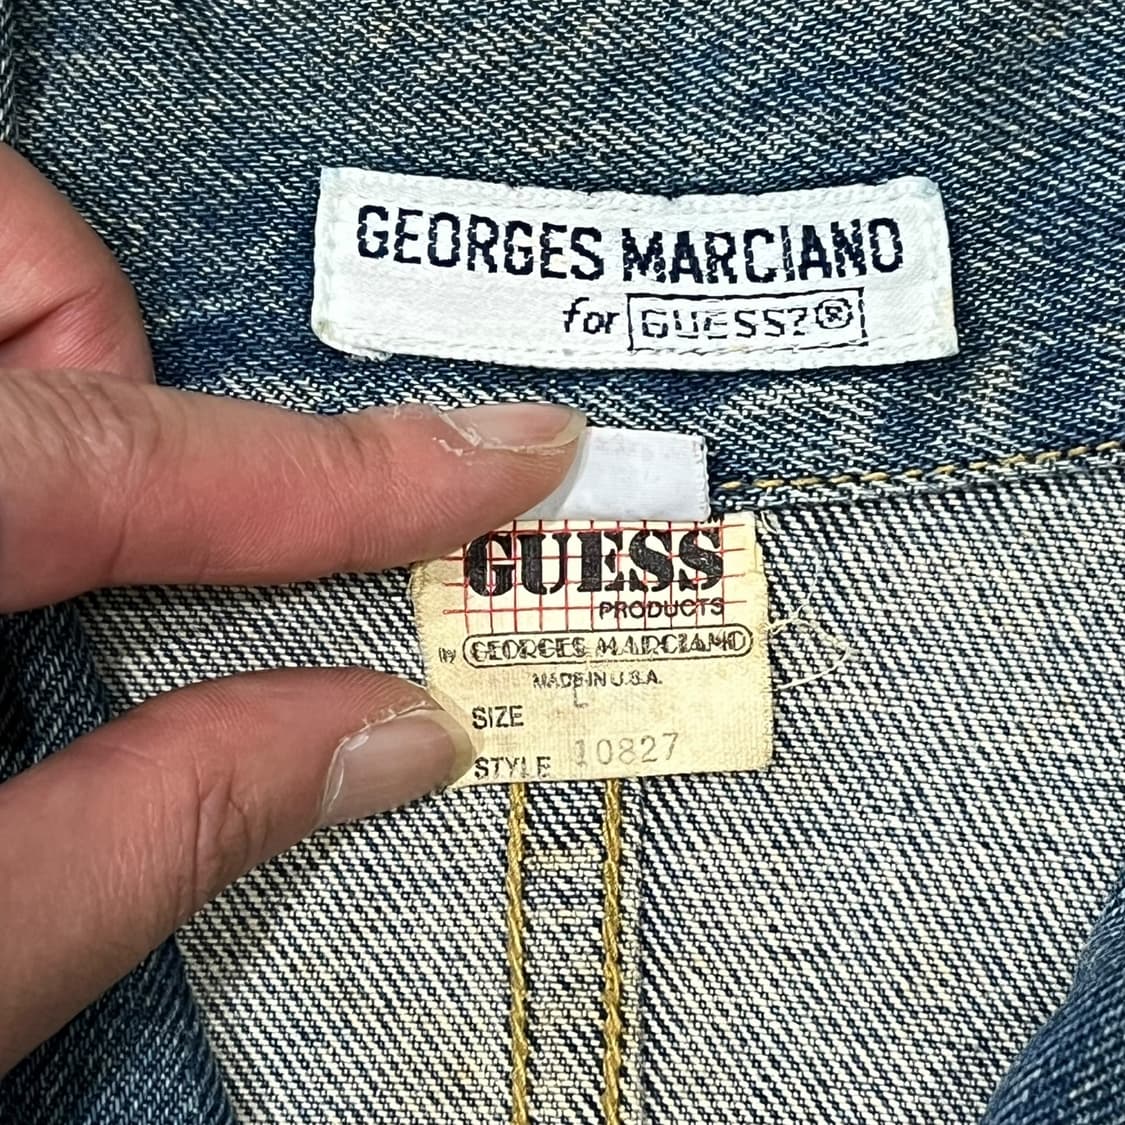 GEORGES MARCIANO
for GUESS?®
GUESS
PRODUCTS
BY GEORGES MARCIANO
MADE IN U.S.A.
SIZE L
STYLE 10827